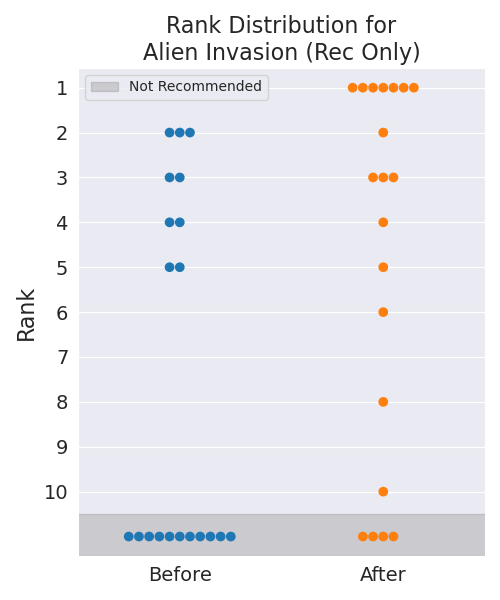 Rank Distribution for
Alien Invasion (Rec Only)
Not Recommended
1
2
3
4
5
6
7
8
9
10
Rank
Before After